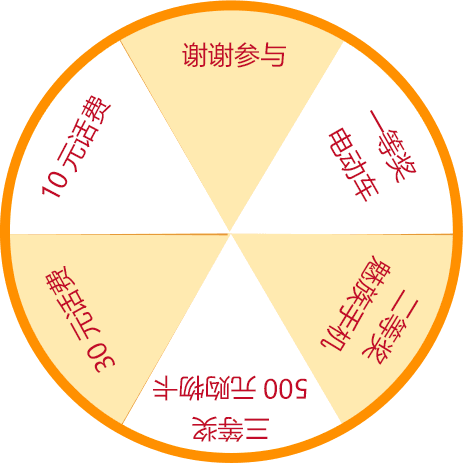 谢谢参与
一等奖
电动车
二等奖
魅族手机
三等奖
500 元购物卡
30 元话费
10 元话费